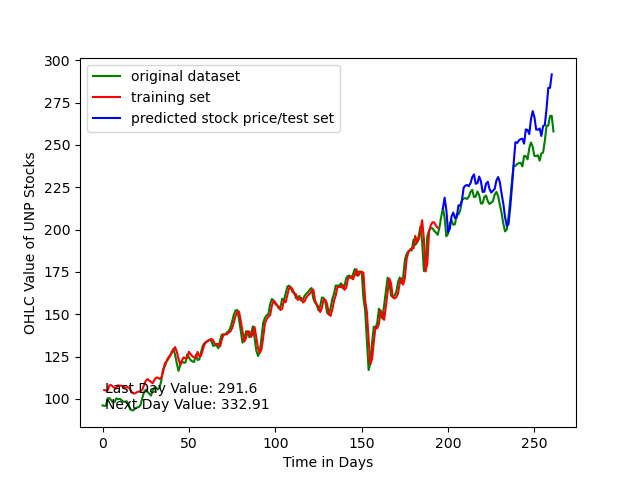 original dataset
training set
predicted stock price/test set
300
275
250
225
200
175
150
125
100
OHLC Value of UNP Stocks
Last Day Value: 291.6
Next Day Value: 332.91
0 50 100 150 200 250
Time in Days